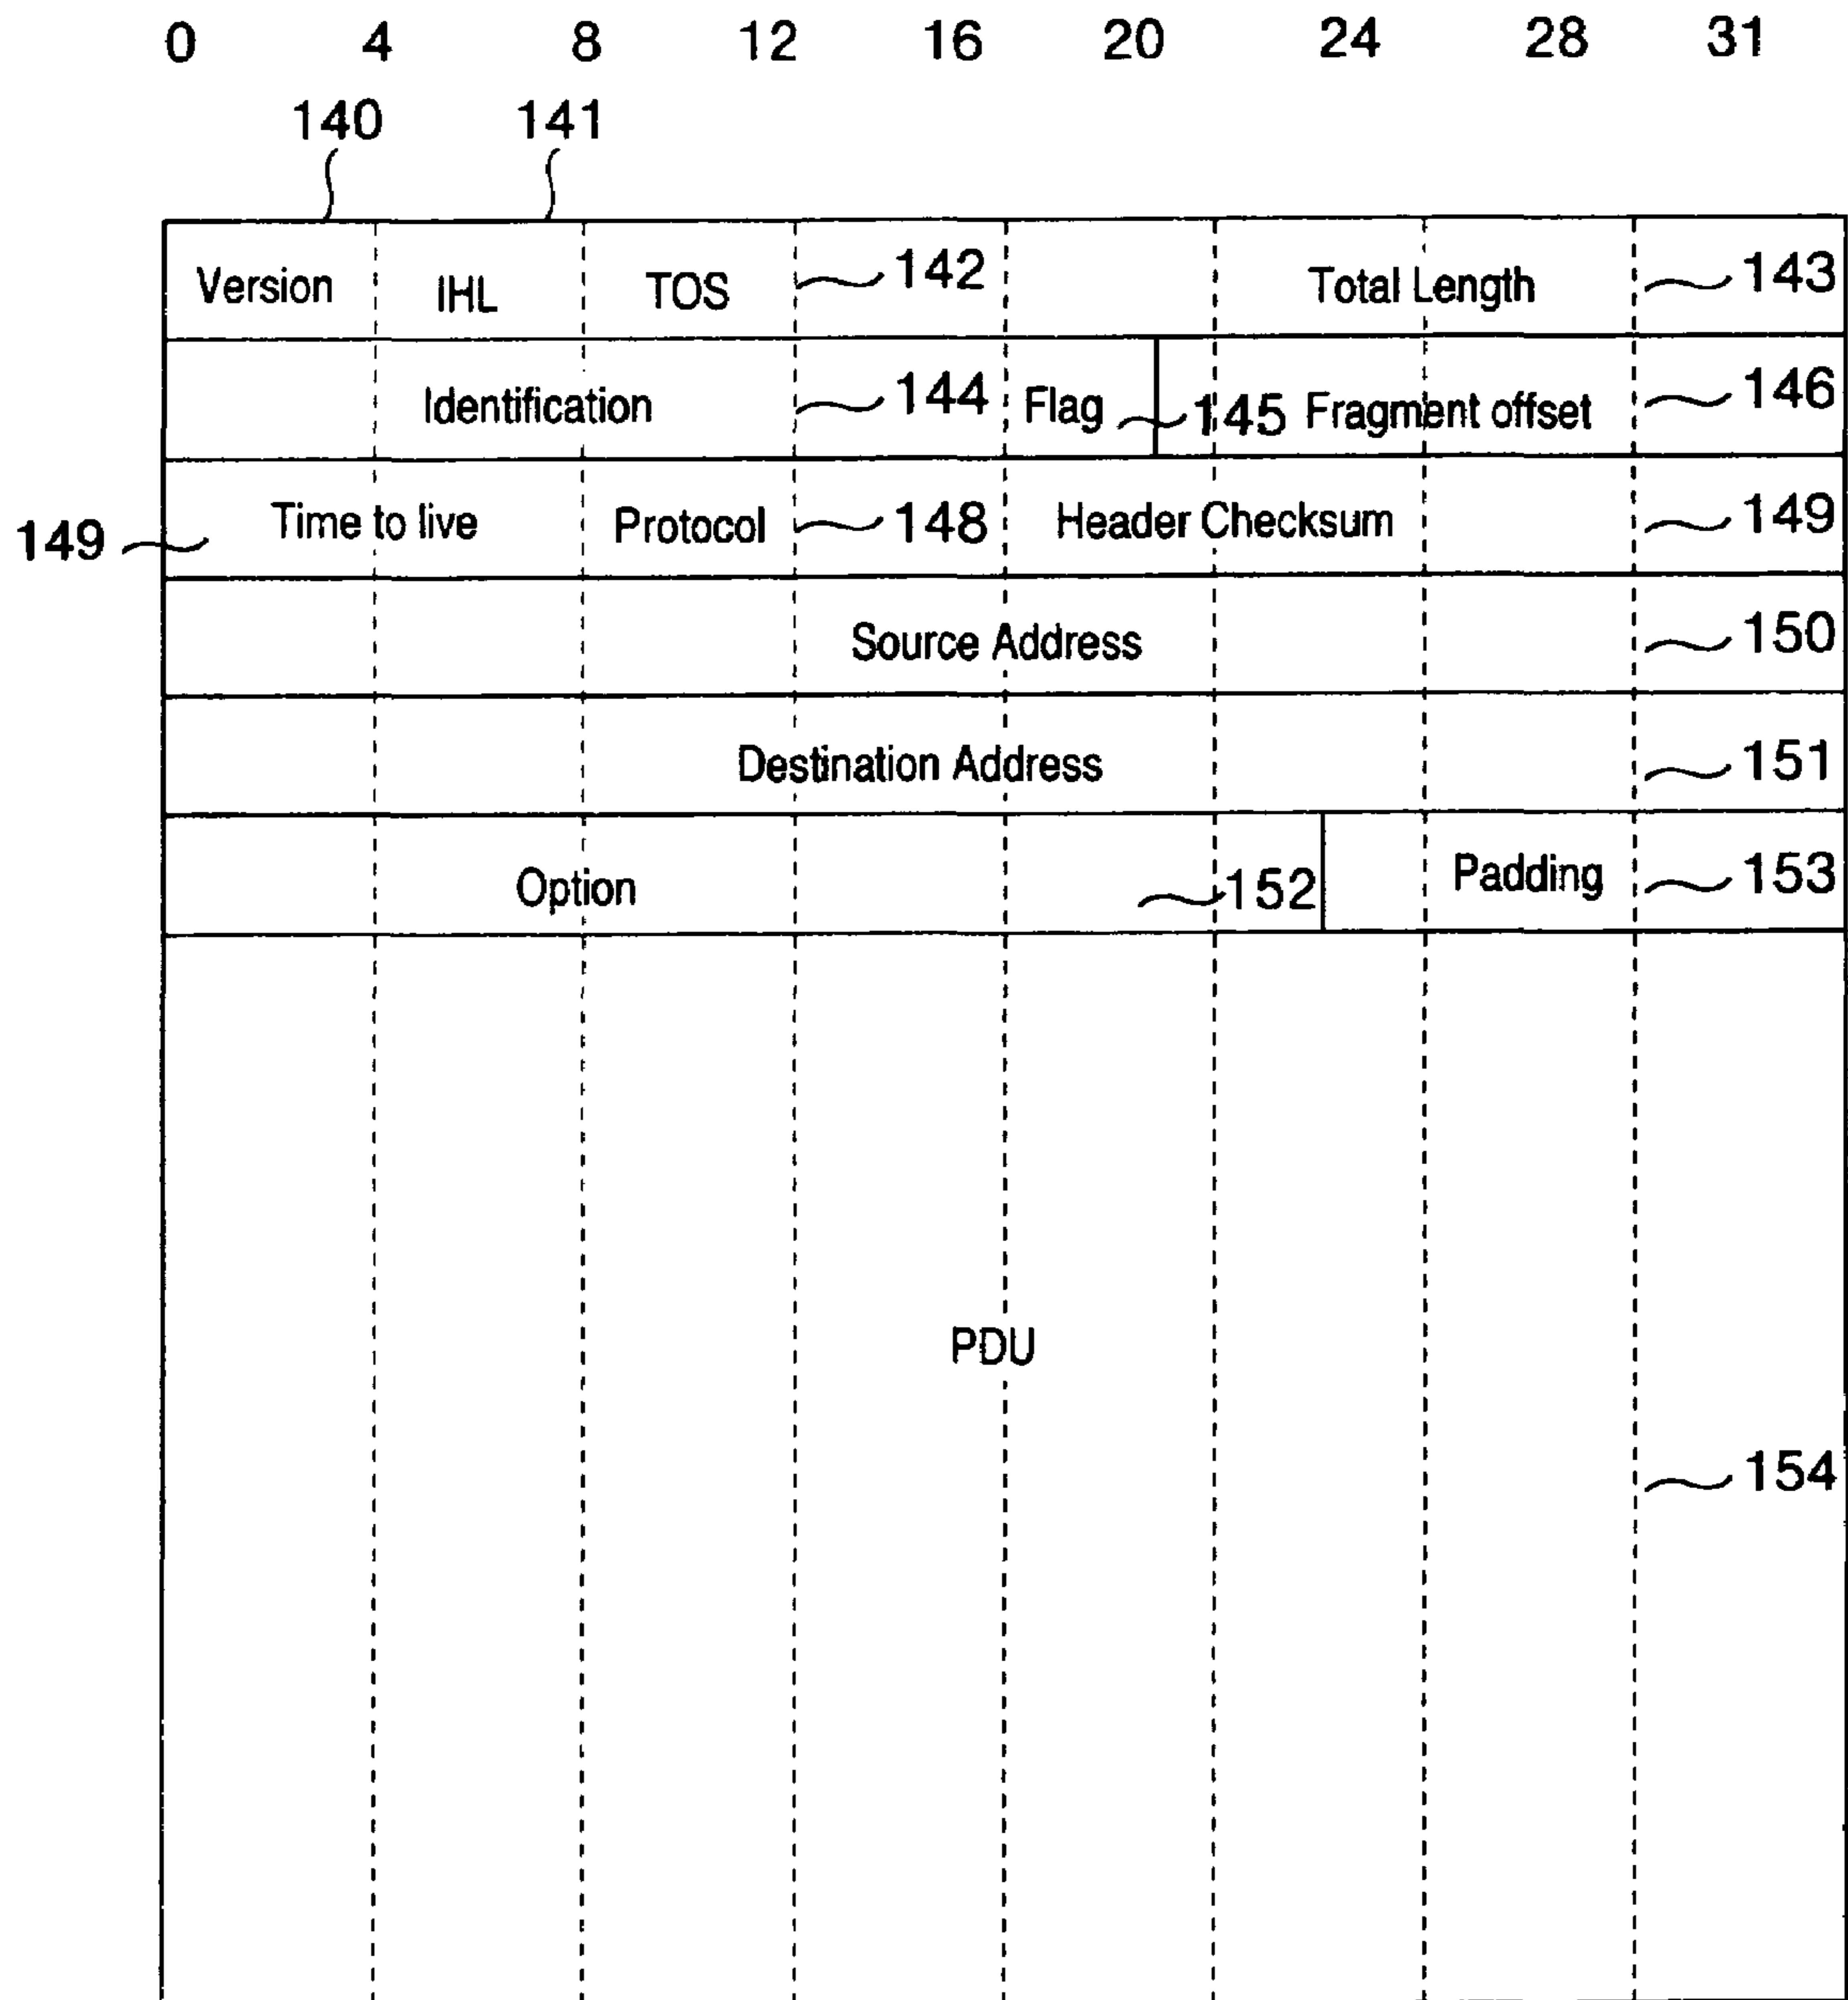 0 4 8 12 16 20 24 28 31
140 141
Version IHL TOS 142 Total Length 143
Identification 144 Flag 145 Fragment offset 146
149 Time to live Protocol 148 Header Checksum 149
Source Address 150
Destination Address 151
Option 152 Padding 153
PDU
154